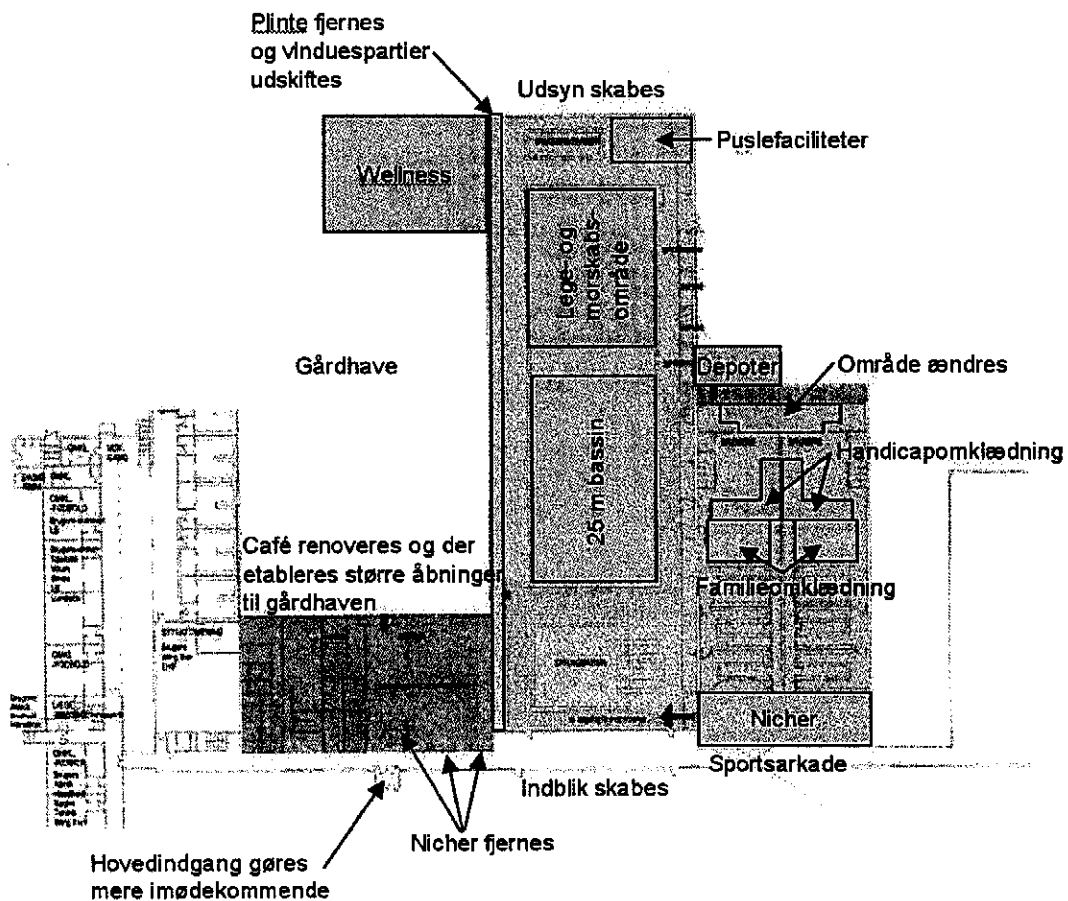 Plinte fjernes
og vinduespartier
udskiftes
Udsyn skabes
Puslefaciliteter
Wellness
Lege- og
morskabs-
område
Gårdhave
Depoter
Område ændres
Handicapomklædning
25 m bassin
Café renoveres og der
etableres større åbninger
til gårdhaven
Familieomklædning
Nicher
Sportsarkade
Indblik skabes
Nicher fjernes
Hovedindgang gøres
mere imødekommende